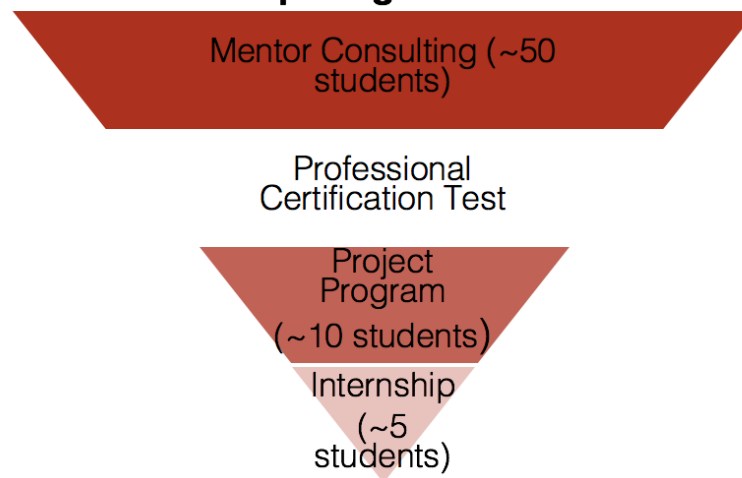 Mentor Consulting (~50
students)
Professional
Certification Test
Project
Program
(~10 students)
Internship
(~5
students)